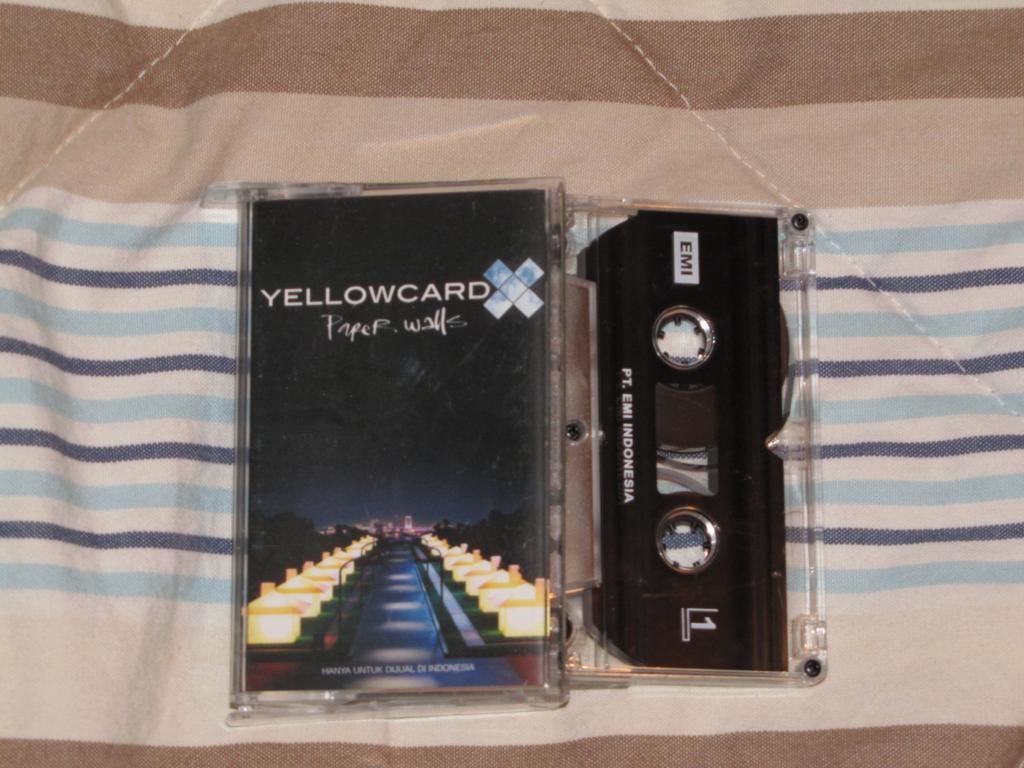 YELLOWCARD
Paper walls
HANYA UNTUK DIJUAL DI INDONESIA
EMI
PT. EMI INDONESIA
1